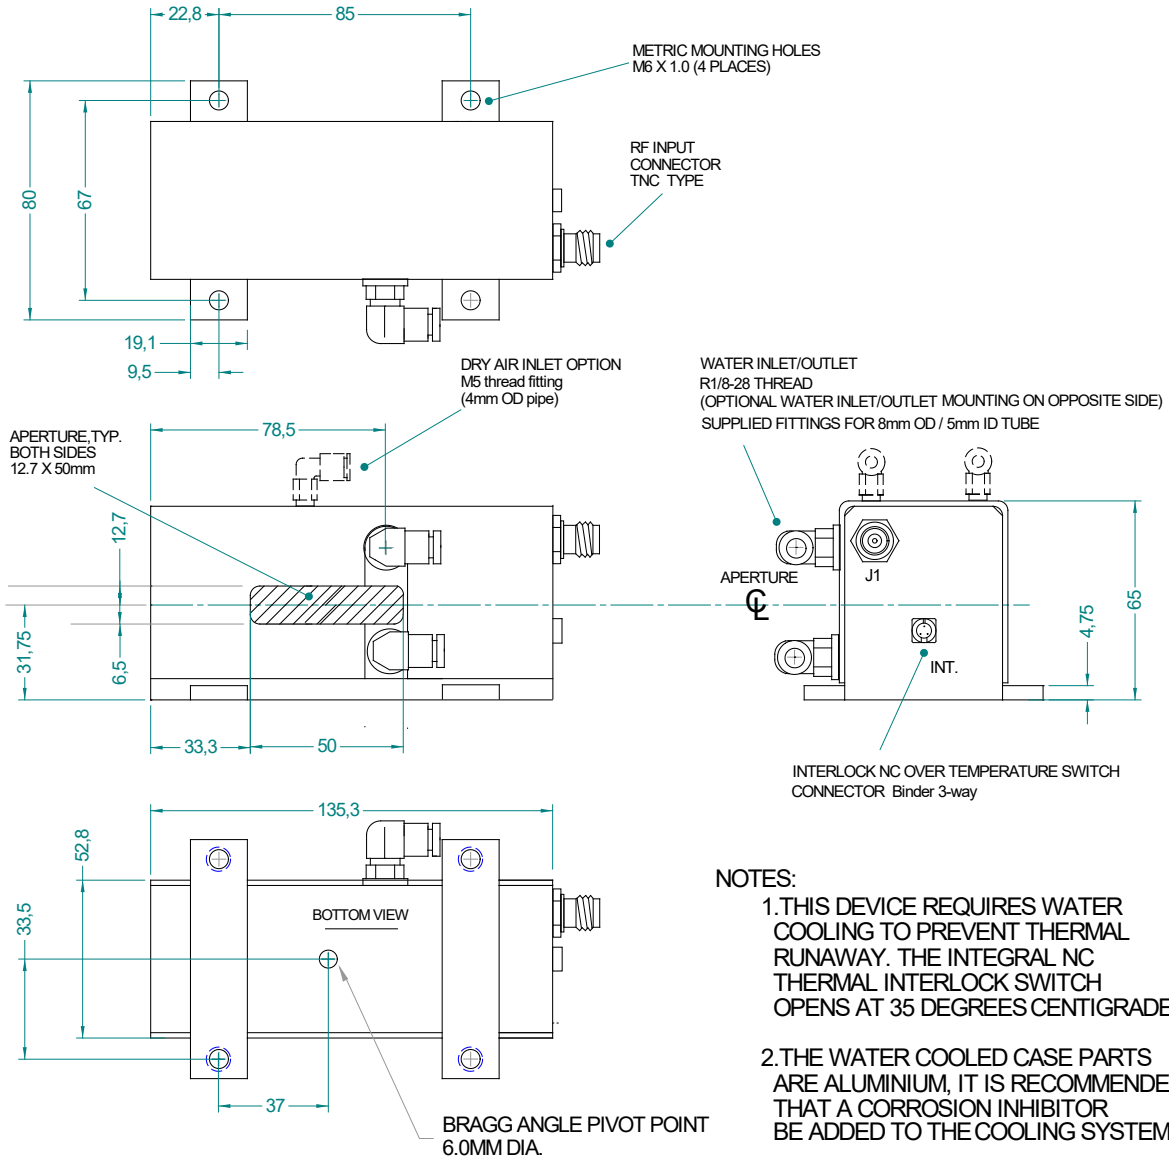 22,8
85
METRIC MOUNTING HOLES
M6 X 1.0 (4 PLACES)
RF INPUT
CONNECTOR
TNC TYPE
80
67
19,1
9,5
DRY AIR INLET OPTION
M5 thread fitting
(4mm OD pipe)
WATER INLET/OUTLET
R1/8-28 THREAD
(OPTIONAL WATER INLET/OUTLET MOUNTING ON OPPOSITE SIDE)
SUPPLIED FITTINGS FOR 8mm OD / 5mm ID TUBE
78,5
APERTURE,TYP.
BOTH SIDES
12.7 X 50mm
12,7
31,75
6,5
33,3
50
APERTURE
CL
J1
INT.
4,75
65
INTERLOCK NC OVER TEMPERATURE SWITCH
CONNECTOR Binder 3-way
135,3
52,8
33,5
BOTTOM VIEW
37
BRAGG ANGLE PIVOT POINT
6.0MM DIA.
NOTES:
1.THIS DEVICE REQUIRES WATER
COOLING TO PREVENT THERMAL
RUNAWAY. THE INTEGRAL NC
THERMAL INTERLOCK SWITCH
OPENS AT 35 DEGREES CENTIGRADE
2.THE WATER COOLED CASE PARTS
ARE ALUMINIUM, IT IS RECOMMENDE
THAT A CORROSION INHIBITOR
BE ADDED TO THE COOLING SYSTEM